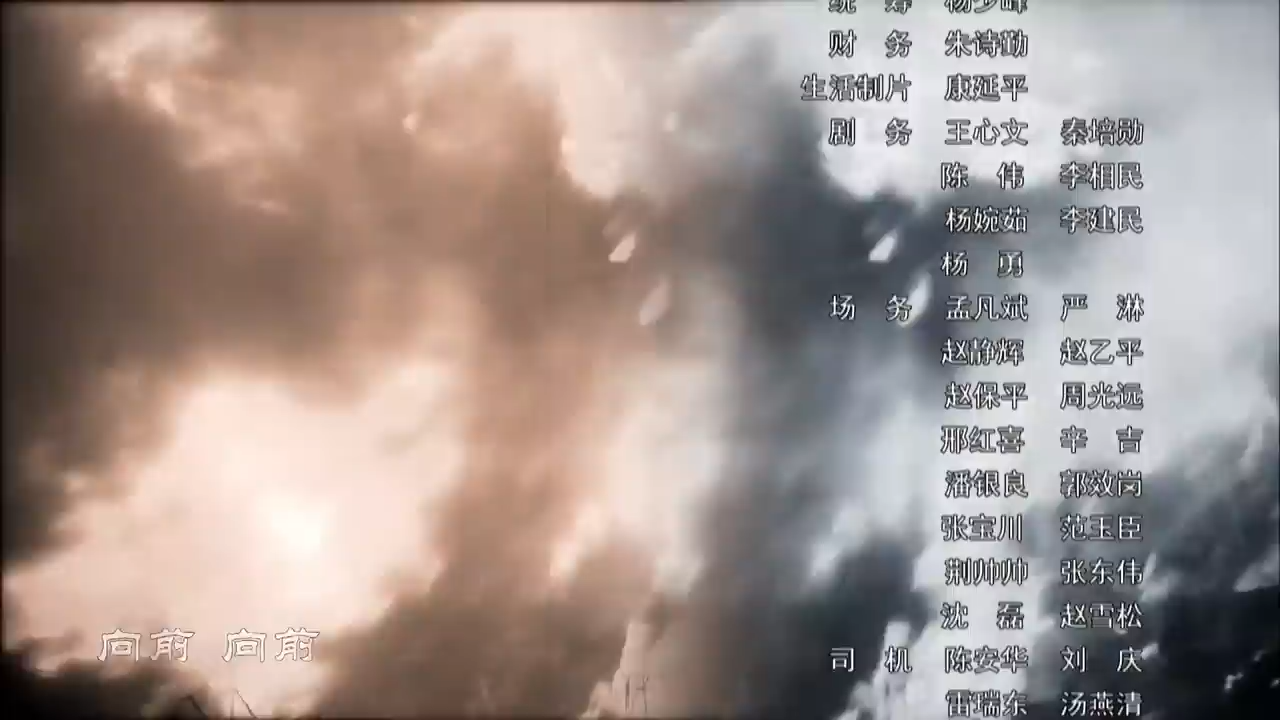 统　筹　杨少峰
财　务　朱诗勤
生活制片　康延平
剧　务　王心文　秦培勋
陈　伟　李相民
杨婉茹　李建民
杨　勇
场　务　孟凡斌　严　淋
赵静辉　赵乙平
赵保平　周光远
邢红喜　辛　吉
潘银良　郭效岗
张宝川　范玉臣
荆帅帅　张东伟
沈　磊　赵雪松
向前 向前
司　机　陈安华　刘　庆
雷瑞东　汤燕清